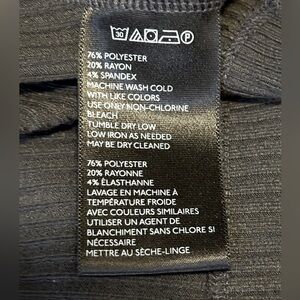 30 P
76% POLYESTER
20% RAYON
4% SPANDEX
MACHINE WASH COLD
WITH LIKE COLORS
USE ONLY NON-CHLORINE
BLEACH
TUMBLE DRY LOW
LOW IRON AS NEEDED
MAY BE DRY CLEANED
76% POLYESTER
20% RAYONNE
4% ÉLASTHANNE
LAVAGE EN MACHINE À
TEMPÉRATURE FROIDE
AVEC COULEURS SIMILAIRES
UTILISER UN AGENT DE
BLANCHIMENT SANS CHLORE SI
NÉCESSAIRE
METTRE AU SÈCHE-LINGE